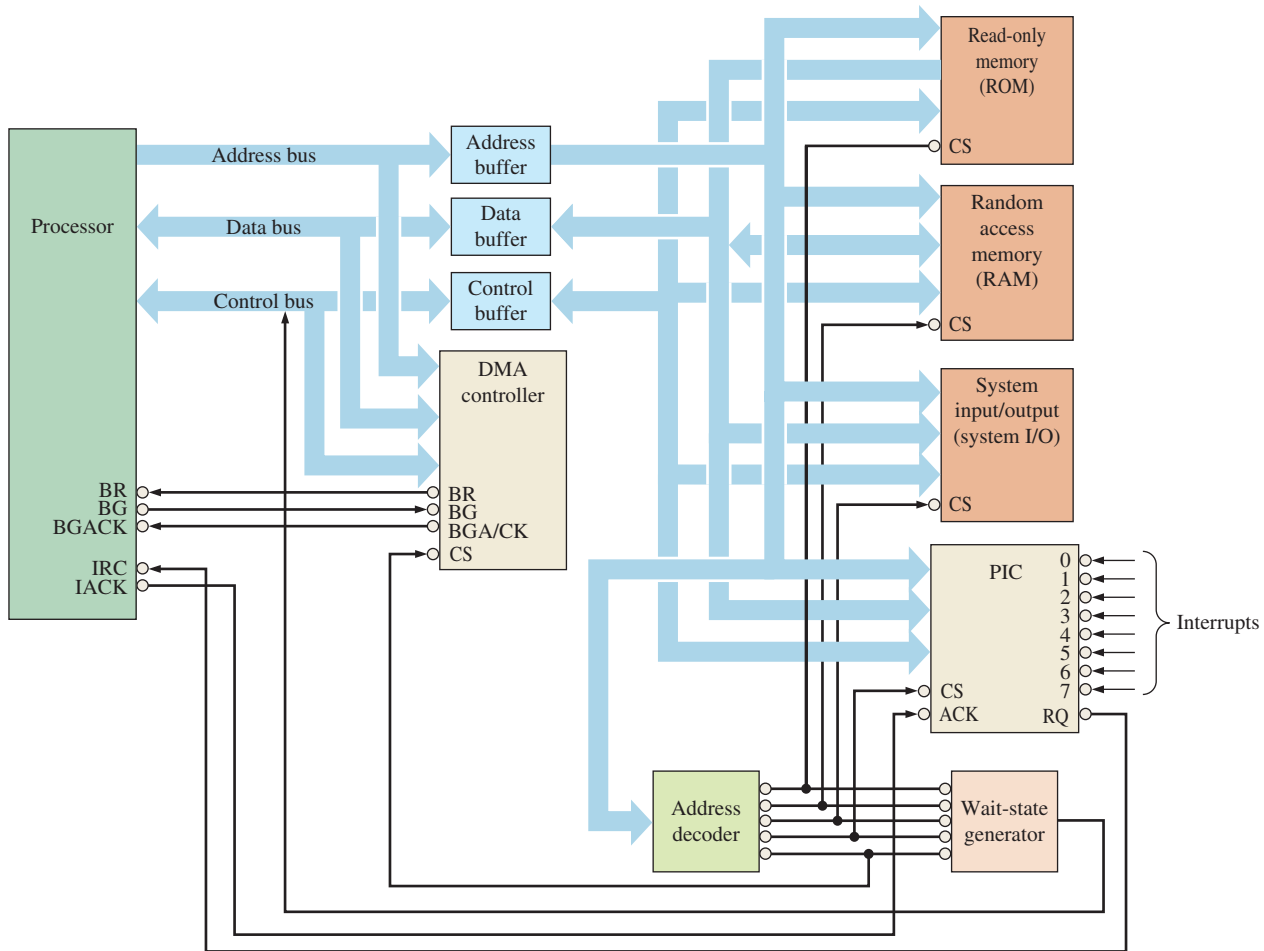 Processor
BR
BG
BGACK
IRC
IACK
Address bus
Data bus
Control bus
Address
buffer
Data
buffer
Control
buffer
DMA
controller
BR
BG
BGA/CK
CS
Read-only
memory
(ROM)
CS
Random
access
memory
(RAM)
CS
System
input/output
(system I/O)
CS
PIC
0
1
2
3
4
5
6
7
CS
ACK
RQ
Interrupts
Address
decoder
Wait-state
generator